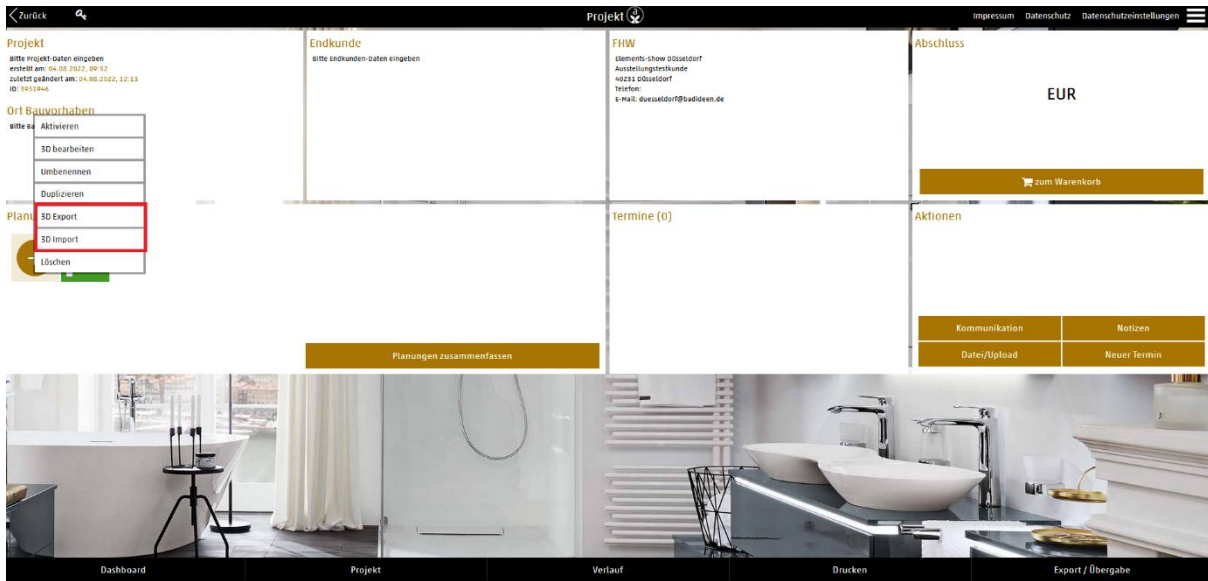 Zurück
Projekt
Impressum Datenschutz Datenschutzeinstellungen
Projekt
Bitte Projekt-Daten eingeben
erstellt am: 04.08.2022, 09:52
zuletzt geändert am: 04.08.2022, 12:13
ID: 3951946
Ort Bauvorhaben
Bitte
Endkunde
Bitte Endkunden-Daten eingeben
FHW
Elements-Show Düsseldorf
Ausstellungstestkunde
40231 Düsseldorf
Telefon:
E-Mail: duesseldorf@badideen.de
Abschluss
EUR
zum Warenkorb
Aktivieren
3D bearbeiten
Umbenennen
Duplizieren
3D Export
3D Import
Löschen
Planungen zusammenfassen
Termine (0)
Aktionen
Kommunikation
Notizen
Datei/Upload
Neuer Termin
Dashboard
Projekt
Verlauf
Drucken
Export / Übergabe